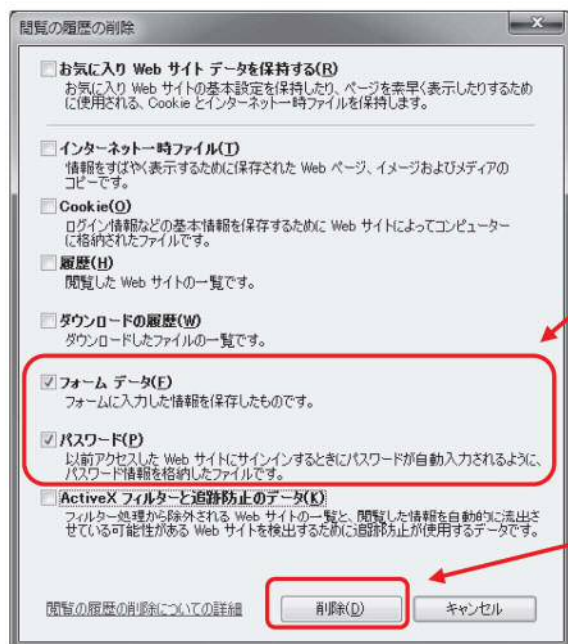 閲覧の履歴の削除
お気に入り Web サイト データを保持する(R)
お気に入り Web サイトの基本設定を保持したり、ページを素早く表示したりするため
に使用される、Cookie とインターネット一時ファイルを保持します。
インターネット一時ファイル(T)
情報をすばやく表示するために保存された Web ページ、イメージおよびメディアの
コピーです。
Cookie(O)
ログイン情報などの基本情報を保存するために Web サイトによってコンピューター
に格納されたファイルです。
履歴(H)
閲覧した Web サイトの一覧です。
ダウンロードの履歴(W)
ダウンロードしたファイルの一覧です。
フォーム データ(F)
フォームに入力した情報を保存したものです。
パスワード(P)
以前アクセスした Web サイトにサインインするときにパスワードが自動入力されるように、
パスワード情報を格納したファイルです。
ActiveX フィルターと追跡防止のデータ(K)
フィルター処理から除外される Web サイトの一覧と、閲覧した情報を自動的に流出さ
せている可能性がある Web サイトを検出するために追跡防止が使用するデータです。
閲覧の履歴の削除についての詳細
削除(D)
キャンセル